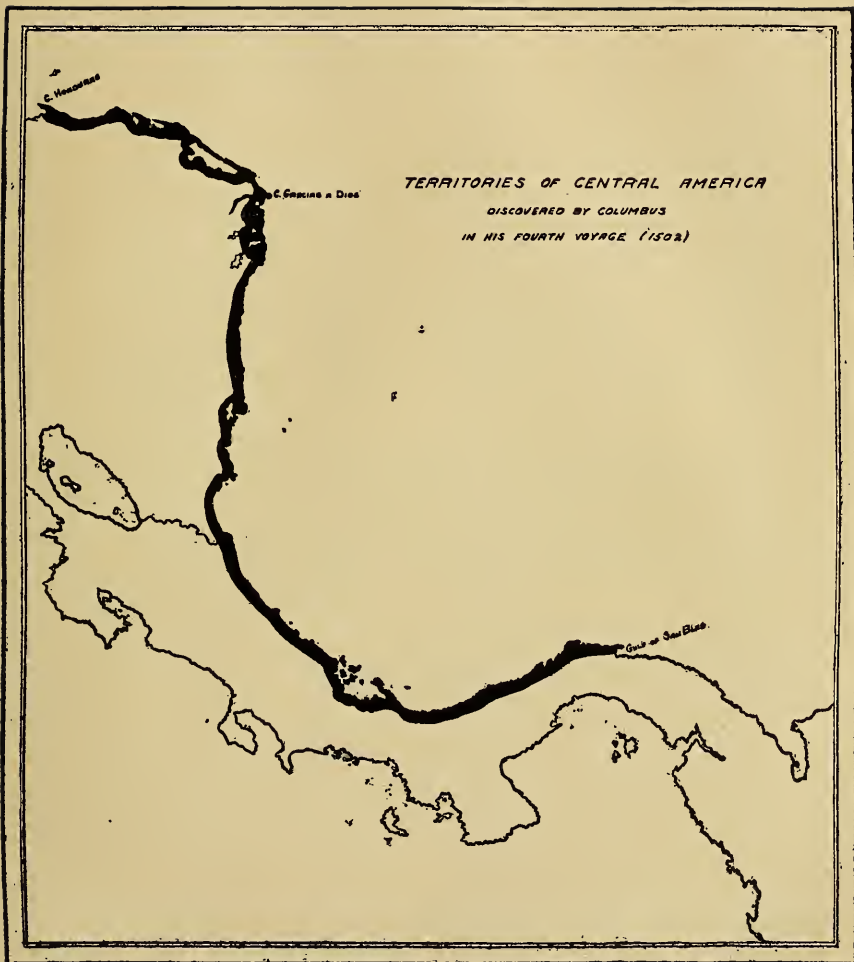 C. HONDURAS
C. GRACIAS A DIOS
TERRITORIES OF CENTRAL AMERICA
DISCOVERED BY COLUMBUS
IN HIS FOURTH VOYAGE (1502)
GULF OF SAN BLAS.